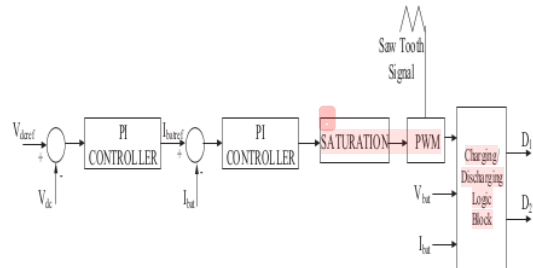 Saw Tooth
Signal
V_dcref
+
-
V_dc
PI
CONTROLLER
I_batref
+
-
I_bat
PI
CONTROLLER
SATURATION
PWM
Charging
Discharging
Logic
Block
V_bat
I_bat
D_1
D_2